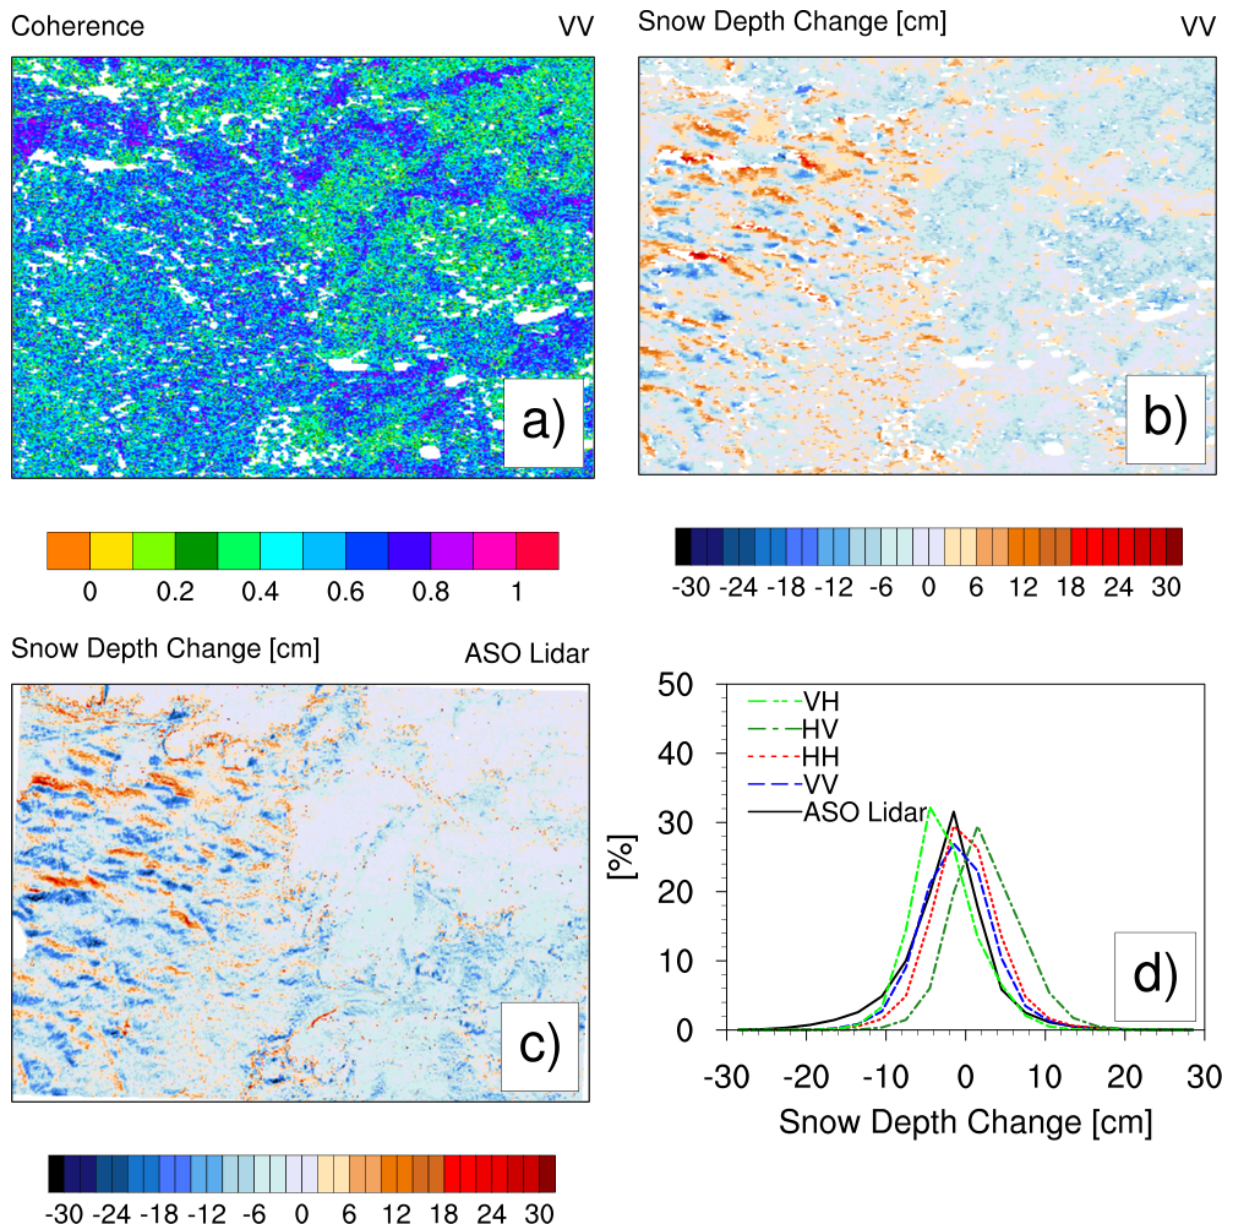 Coherence VV
Snow Depth Change [cm] VV
a)
b)
0 0.2 0.4 0.6 0.8 1
-30 -24 -18 -12 -6 0 6 12 18 24 30
Snow Depth Change [cm] ASO Lidar
c)
-30 -24 -18 -12 -6 0 6 12 18 24 30
50
40
30
20
10
0
[%]
VH
HV
HH
VV
ASO Lidar
d)
-30 -20 -10 0 10 20 30
Snow Depth Change [cm]